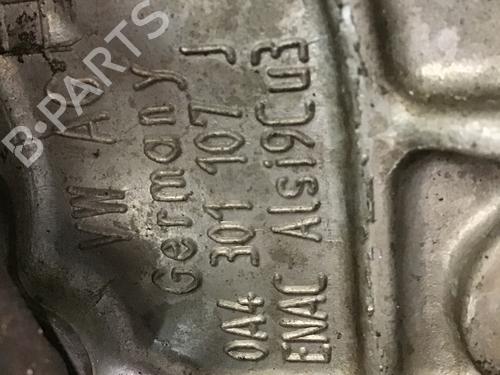 VW AG
Germany
0A4 301 107 J
ENAC Alsi9Cu3
B-PARTS